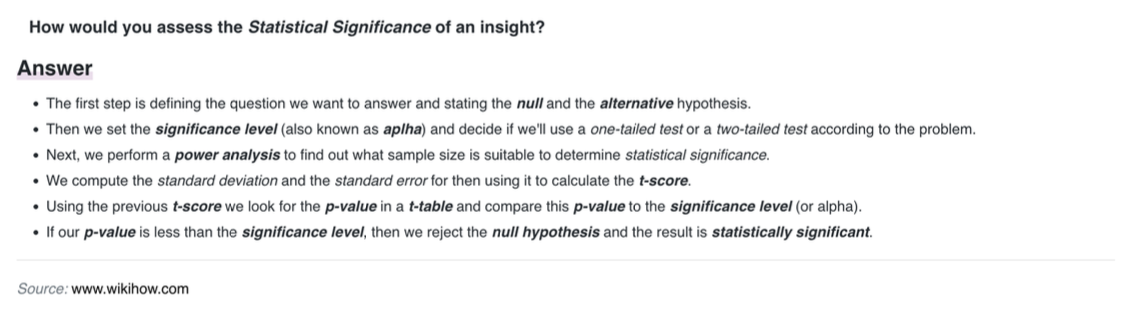 How would you assess the Statistical Significance of an insight?
Answer
• The first step is defining the question we want to answer and stating the null and the alternative hypothesis.
• Then we set the significance level (also known as aplha) and decide if we'll use a one-tailed test or a two-tailed test according to the problem.
• Next, we perform a power analysis to find out what sample size is suitable to determine statistical significance.
• We compute the standard deviation and the standard error for then using it to calculate the t-score.
• Using the previous t-score we look for the p-value in a t-table and compare this p-value to the significance level (or alpha).
• If our p-value is less than the significance level, then we reject the null hypothesis and the result is statistically significant.
Source: www.wikihow.com